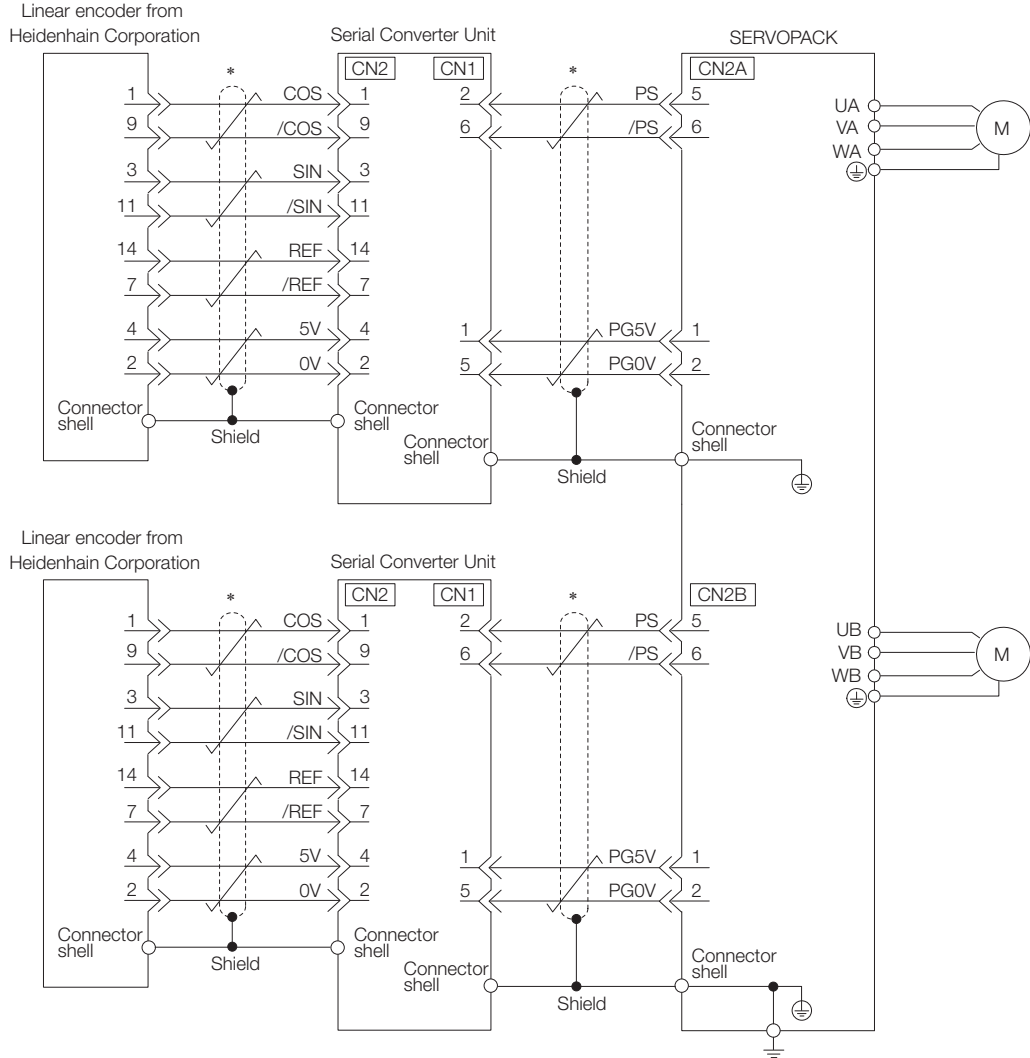 Linear encoder from
Heidenhain Corporation
Serial Converter Unit
SERVOPACK
* CN2 CN1 * CN2A
1 COS 1 2 PS 5
9 /COS 9 6 /PS 6
UA
VA
WA
M
3 SIN 3
11 /SIN 11
14 REF 14
7 /REF 7
4 5V 4 1 PG5V 1
2 0V 2 5 PG0V 2
Connector
shell
Shield
Connector
shell
Connector
shell
Shield
Connector
shell
Linear encoder from
Heidenhain Corporation
Serial Converter Unit
* CN2 CN1 * CN2B
1 COS 1 2 PS 5
9 /COS 9 6 /PS 6
UB
VB
WB
M
3 SIN 3
11 /SIN 11
14 REF 14
7 /REF 7
4 5V 4 1 PG5V 1
2 0V 2 5 PG0V 2
Connector
shell
Shield
Connector
shell
Connector
shell
Shield
Connector
shell